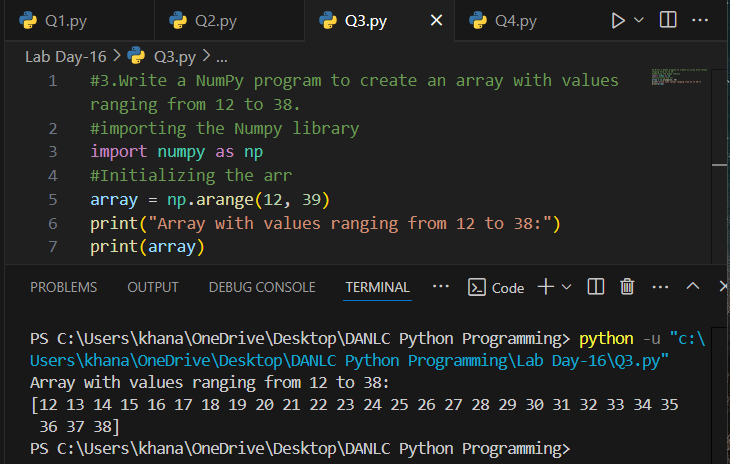 Q1.py Q2.py Q3.py Q4.py
Lab Day-16 > Q3.py > ...
1 #3.Write a NumPy program to create an array with values
ranging from 12 to 38.
2 #importing the Numpy library
3 import numpy as np
4 #Initializing the arr
5 array = np.arange(12, 39)
6 print("Array with values ranging from 12 to 38:")
7 print(array)
PROBLEMS OUTPUT DEBUG CONSOLE TERMINAL ... Code
PS C:\Users\khana\OneDrive\Desktop\DANLC Python Programming> python -u "c:\
Users\khana\OneDrive\Desktop\DANLC Python Programming\Lab Day-16\Q3.py"
Array with values ranging from 12 to 38:
[12 13 14 15 16 17 18 19 20 21 22 23 24 25 26 27 28 29 30 31 32 33 34 35
 36 37 38]
PS C:\Users\khana\OneDrive\Desktop\DANLC Python Programming>